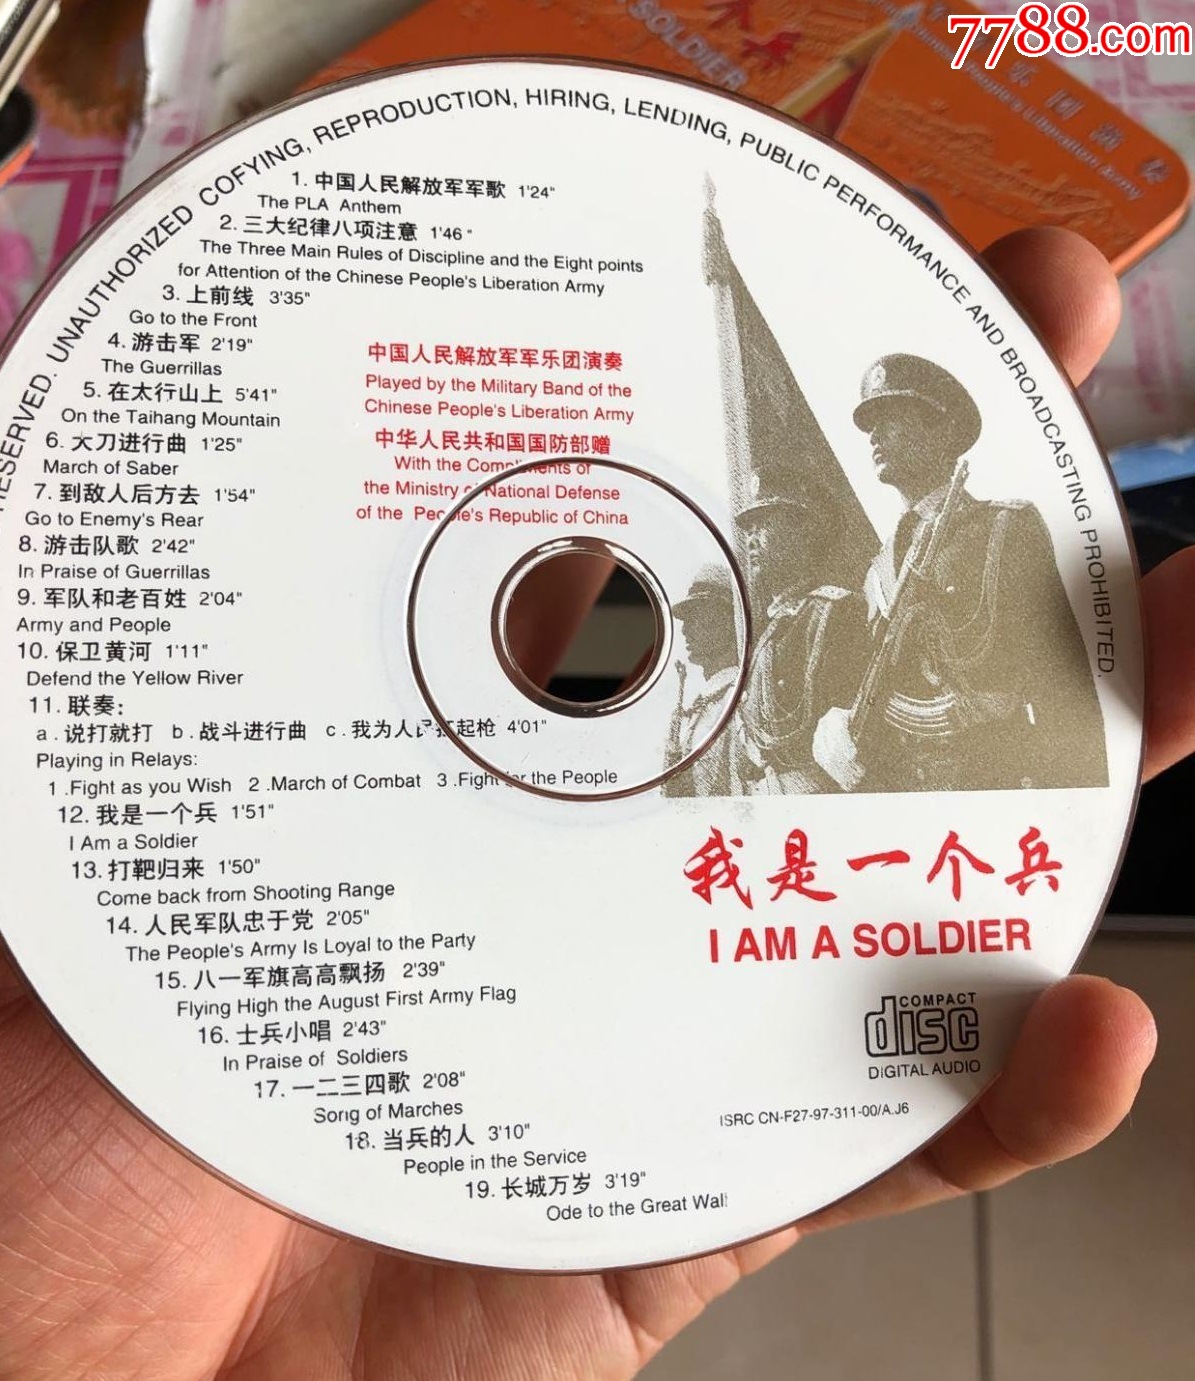 7788.com
SOLDIER
People's Liberation Army
RESERVED. UNAUTHORIZED COFYING, REPRODUCTION, HIRING, LENDING, PUBLIC PERFORMANCE AND BROADCASTING PROHIBITED.
1. 中国人民解放军军歌 1'24"
The PLA Anthem
2. 三大纪律八项注意 1'46"
The Three Main Rules of Discipline and the Eight points
for Attention of the Chinese People's Liberation Army
3. 上前线 3'35"
Go to the Front
4. 游击军 2'19"
The Guerrillas
5. 在太行山上 5'41"
On the Taihang Mountain
6. 大刀进行曲 1'25"
March of Saber
7. 到敌人后方去 1'54"
Go to Enemy's Rear
8. 游击队歌 2'42"
In Praise of Guerrillas
9. 军队和老百姓 2'04"
Army and People
10. 保卫黄河 1'11"
Defend the Yellow River
11. 联奏:
a. 说打就打 b. 战斗进行曲 c. 我为人民扛起枪 4'01"
Playing in Relays:
1 .Fight as you Wish 2 .March of Combat 3 .Fight for the People
12. 我是一个兵 1'51"
I Am a Soldier
13. 打靶归来 1'50"
Come back from Shooting Range
14. 人民军队忠于党 2'05"
The People's Army Is Loyal to the Party
15. 八一军旗高高飘扬 2'39"
Flying High the August First Army Flag
16. 士兵小唱 2'43"
In Praise of Soldiers
17. 一二三四歌 2'08"
Song of Marches
18. 当兵的人 3'10"
People in the Service
19. 长城万岁 3'19"
Ode to the Great Wall
中国人民解放军军乐团演奏
Played by the Military Band of the
Chinese People's Liberation Army
中华人民共和国国防部赠
With the Compliments of
the Ministry of National Defense
of the People's Republic of China
我是一个兵
I AM A SOLDIER
COMPACT
disc
DIGITAL AUDIO
ISRC CN-F27-97-311-00/A.J6